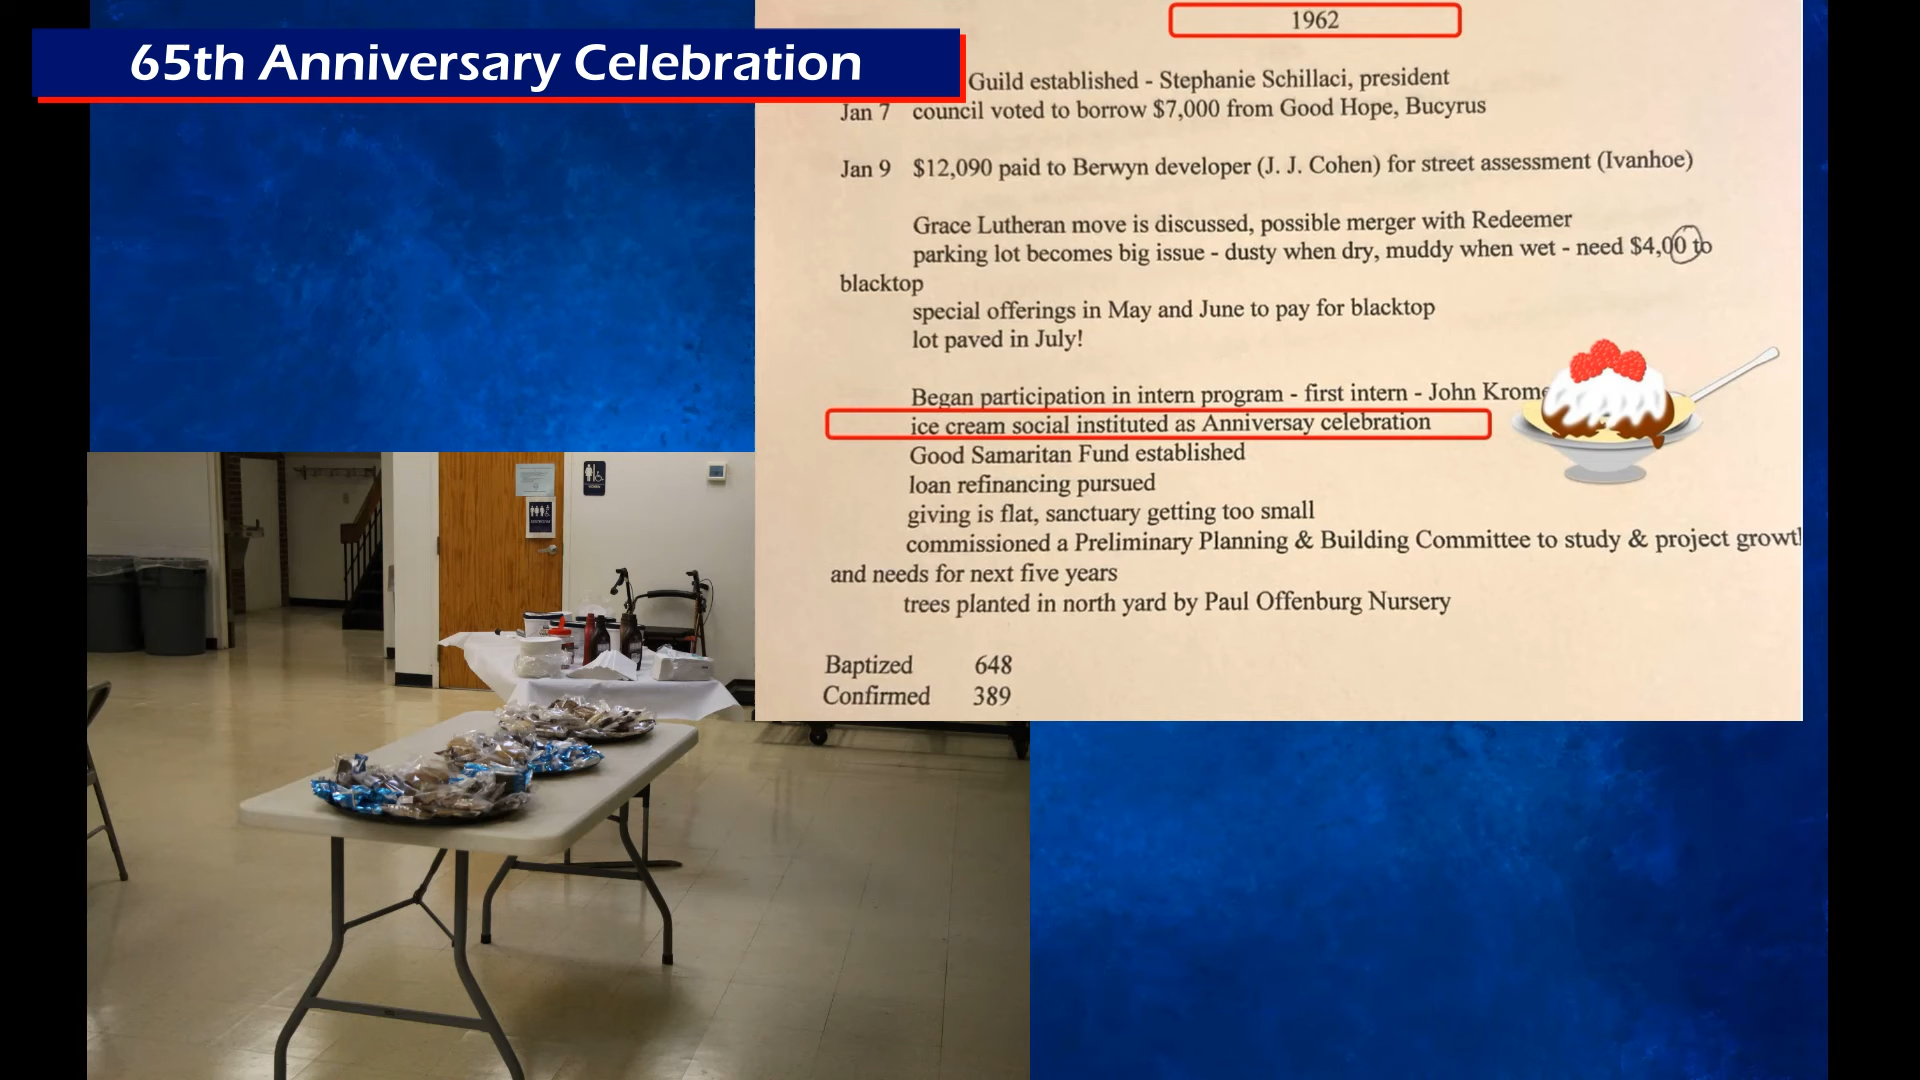 65th Anniversary Celebration
1962
Guild established - Stephanie Schillaci, president
Jan 7 council voted to borrow $7,000 from Good Hope, Bucyrus
Jan 9 $12,090 paid to Berwyn developer (J. J. Cohen) for street assessment (Ivanhoe)
Grace Lutheran move is discussed, possible merger with Redeemer
parking lot becomes big issue - dusty when dry, muddy when wet - need $4,00 to
blacktop
special offerings in May and June to pay for blacktop
lot paved in July!
Began participation in intern program - first intern - John Krome
ice cream social instituted as Anniversay celebration
Good Samaritan Fund established
loan refinancing pursued
giving is flat, sanctuary getting too small
commissioned a Preliminary Planning & Building Committee to study & project growth
and needs for next five years
trees planted in north yard by Paul Offenburg Nursery
Baptized 648
Confirmed 389